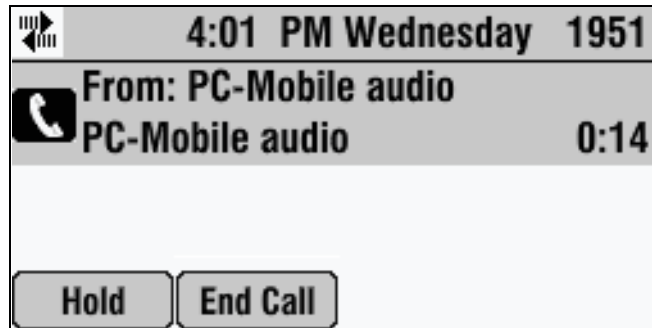 4:01 PM Wednesday 1951
From: PC-Mobile audio
PC-Mobile audio 0:14
Hold End Call